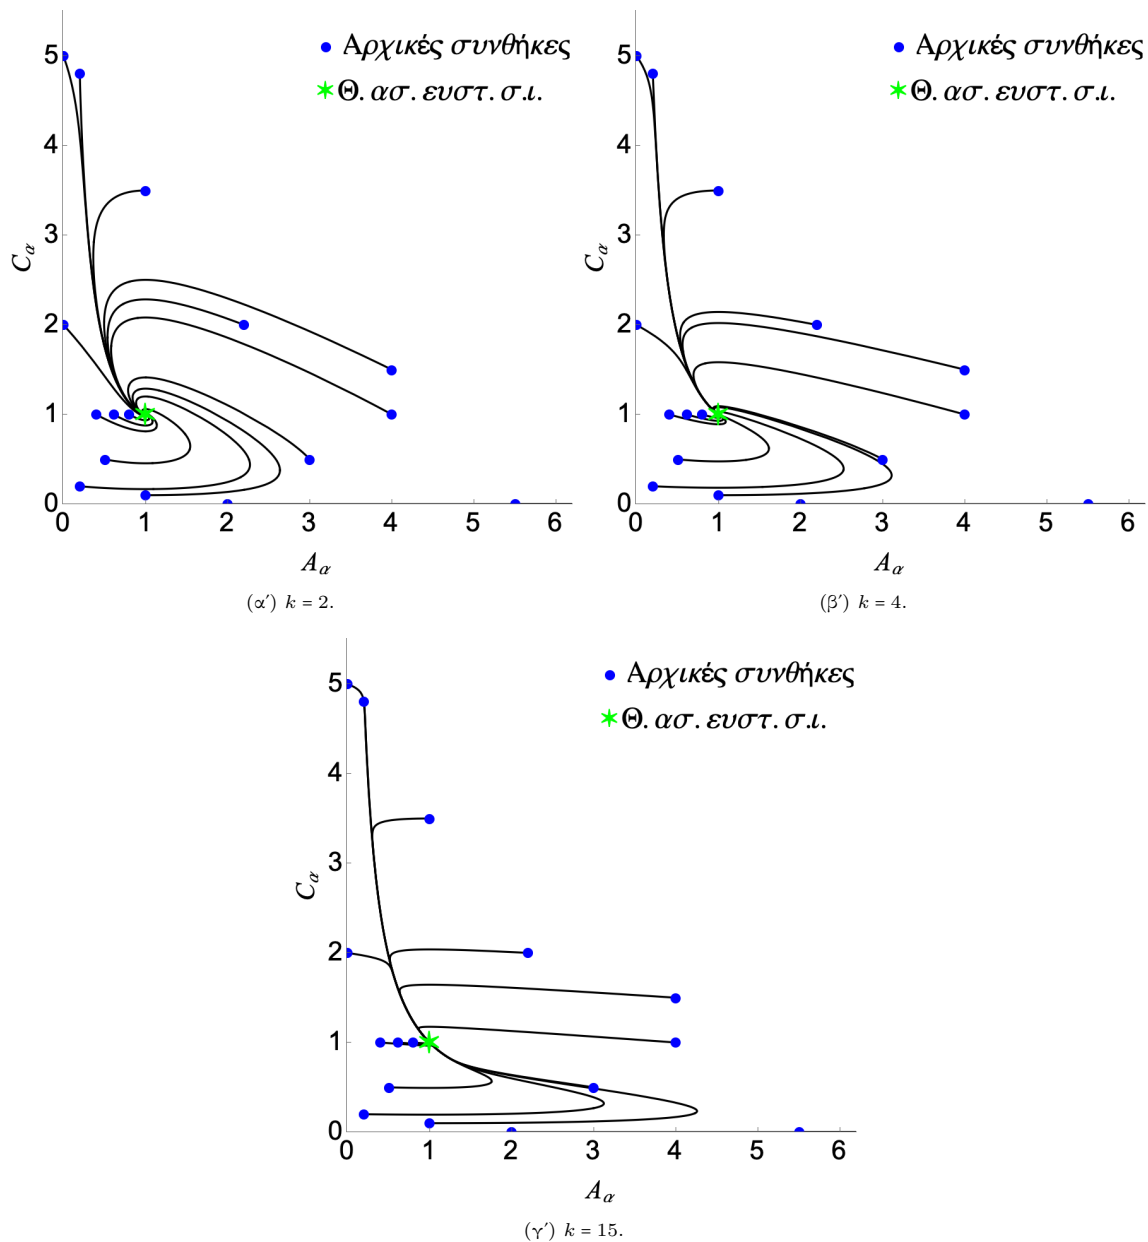 Αρχικές συνθήκες
Θ. ασ. ευστ. σ.ι.
5
4
3
2
1
0
C_α
0 1 2 3 4 5 6
A_α
(α΄) k = 2.
Αρχικές συνθήκες
Θ. ασ. ευστ. σ.ι.
5
4
3
2
1
0
C_α
0 1 2 3 4 5 6
A_α
(β΄) k = 4.
Αρχικές συνθήκες
Θ. ασ. ευστ. σ.ι.
5
4
3
2
1
0
C_α
0 1 2 3 4 5 6
A_α
(γ΄) k = 15.